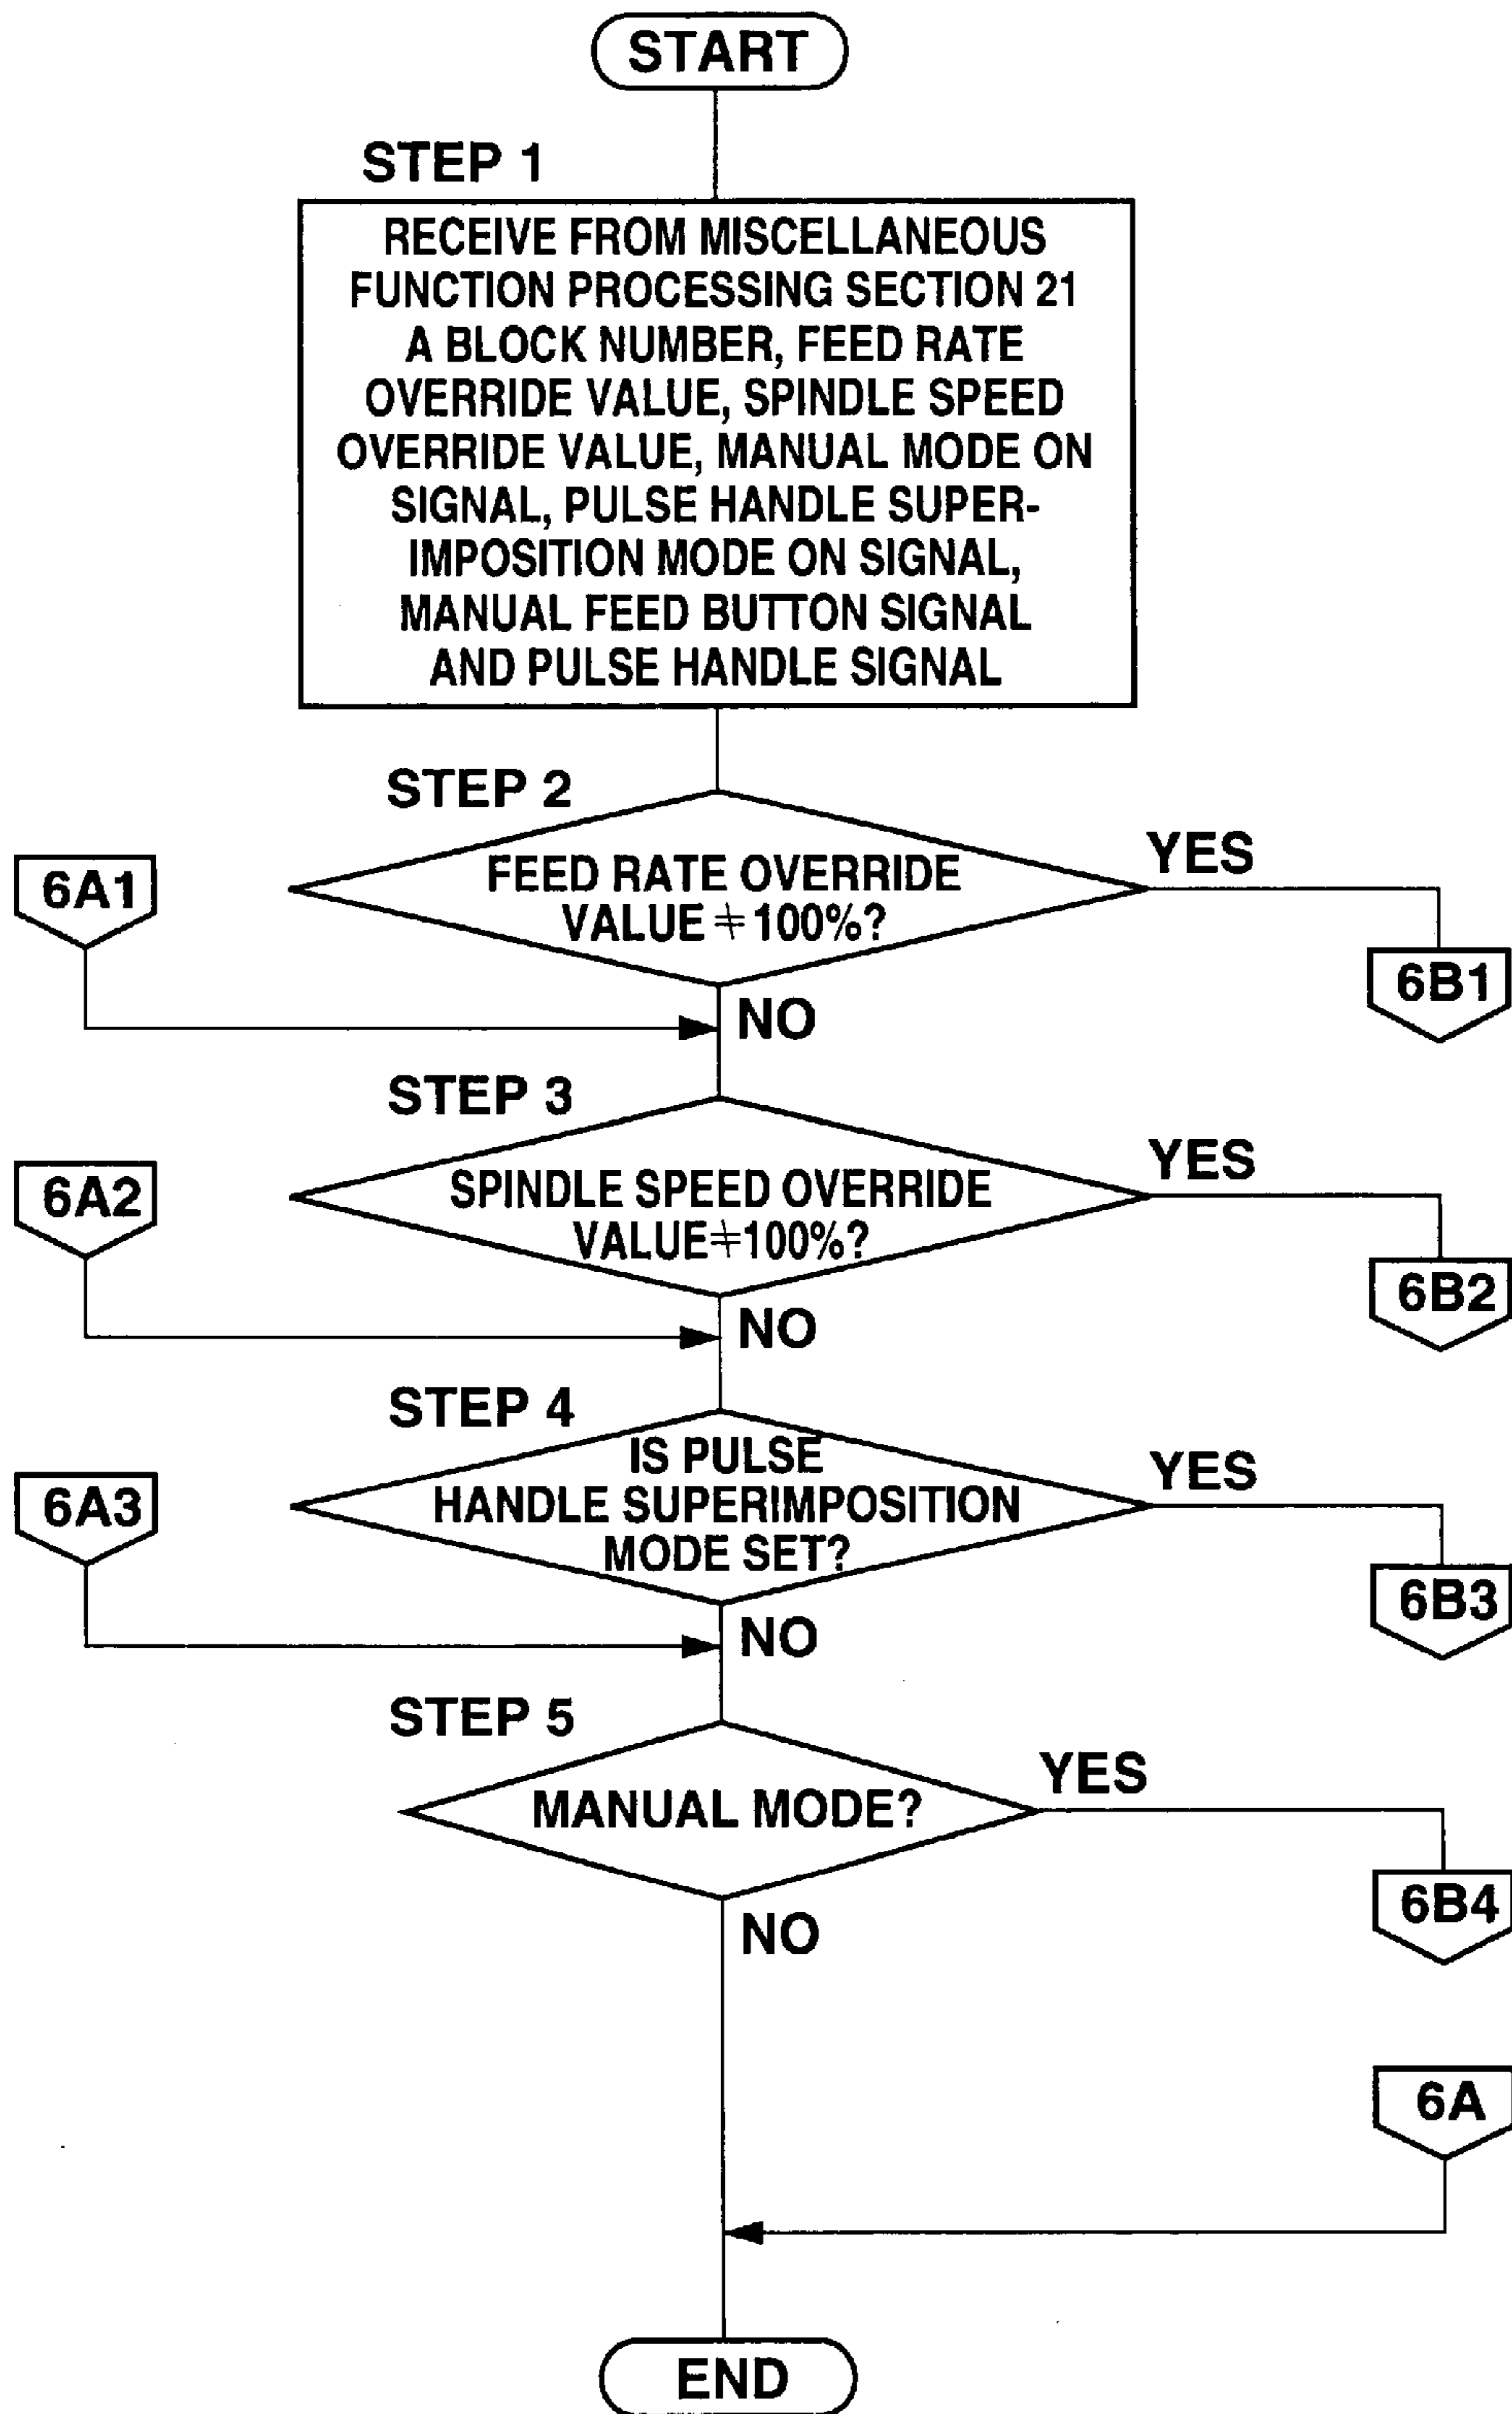 START
STEP 1
RECEIVE FROM MISCELLANEOUS
FUNCTION PROCESSING SECTION 21
A BLOCK NUMBER, FEED RATE
OVERRIDE VALUE, SPINDLE SPEED
OVERRIDE VALUE, MANUAL MODE ON
SIGNAL, PULSE HANDLE SUPER-
IMPOSITION MODE ON SIGNAL,
MANUAL FEED BUTTON SIGNAL
AND PULSE HANDLE SIGNAL
STEP 2
YES
6A1
FEED RATE OVERRIDE
VALUE ≠ 100%?
6B1
NO
STEP 3
YES
6A2
SPINDLE SPEED OVERRIDE
VALUE≠100%?
6B2
NO
STEP 4
YES
6A3
IS PULSE
HANDLE SUPERIMPOSITION
MODE SET?
6B3
NO
STEP 5
YES
MANUAL MODE?
6B4
NO
6A
END